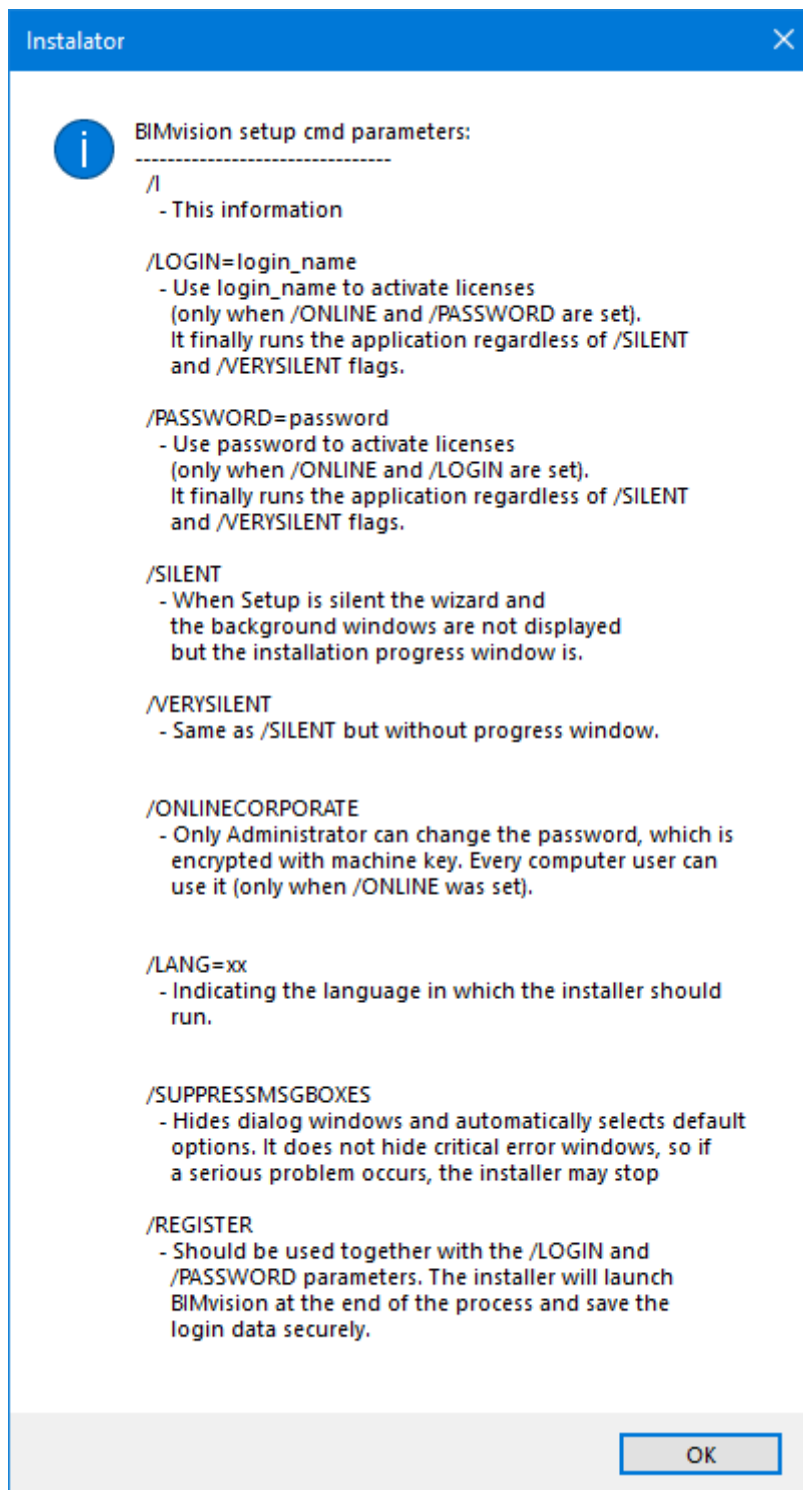 Instalator
BIMvision setup cmd parameters:
--------------------------------
/I
- This information
/LOGIN=login_name
- Use login_name to activate licenses
(only when /ONLINE and /PASSWORD are set).
It finally runs the application regardless of /SILENT
and /VERYSILENT flags.
/PASSWORD=password
- Use password to activate licenses
(only when /ONLINE and /LOGIN are set).
It finally runs the application regardless of /SILENT
and /VERYSILENT flags.
/SILENT
- When Setup is silent the wizard and
the background windows are not displayed
but the installation progress window is.
/VERYSILENT
- Same as /SILENT but without progress window.
/ONLINECORPORATE
- Only Administrator can change the password, which is
encrypted with machine key. Every computer user can
use it (only when /ONLINE was set).
/LANG=xx
- Indicating the language in which the installer should
run.
/SUPPRESSMSGBOXES
- Hides dialog windows and automatically selects default
options. It does not hide critical error windows, so if
a serious problem occurs, the installer may stop
/REGISTER
- Should be used together with the /LOGIN and
/PASSWORD parameters. The installer will launch
BIMvision at the end of the process and save the
login data securely.
OK